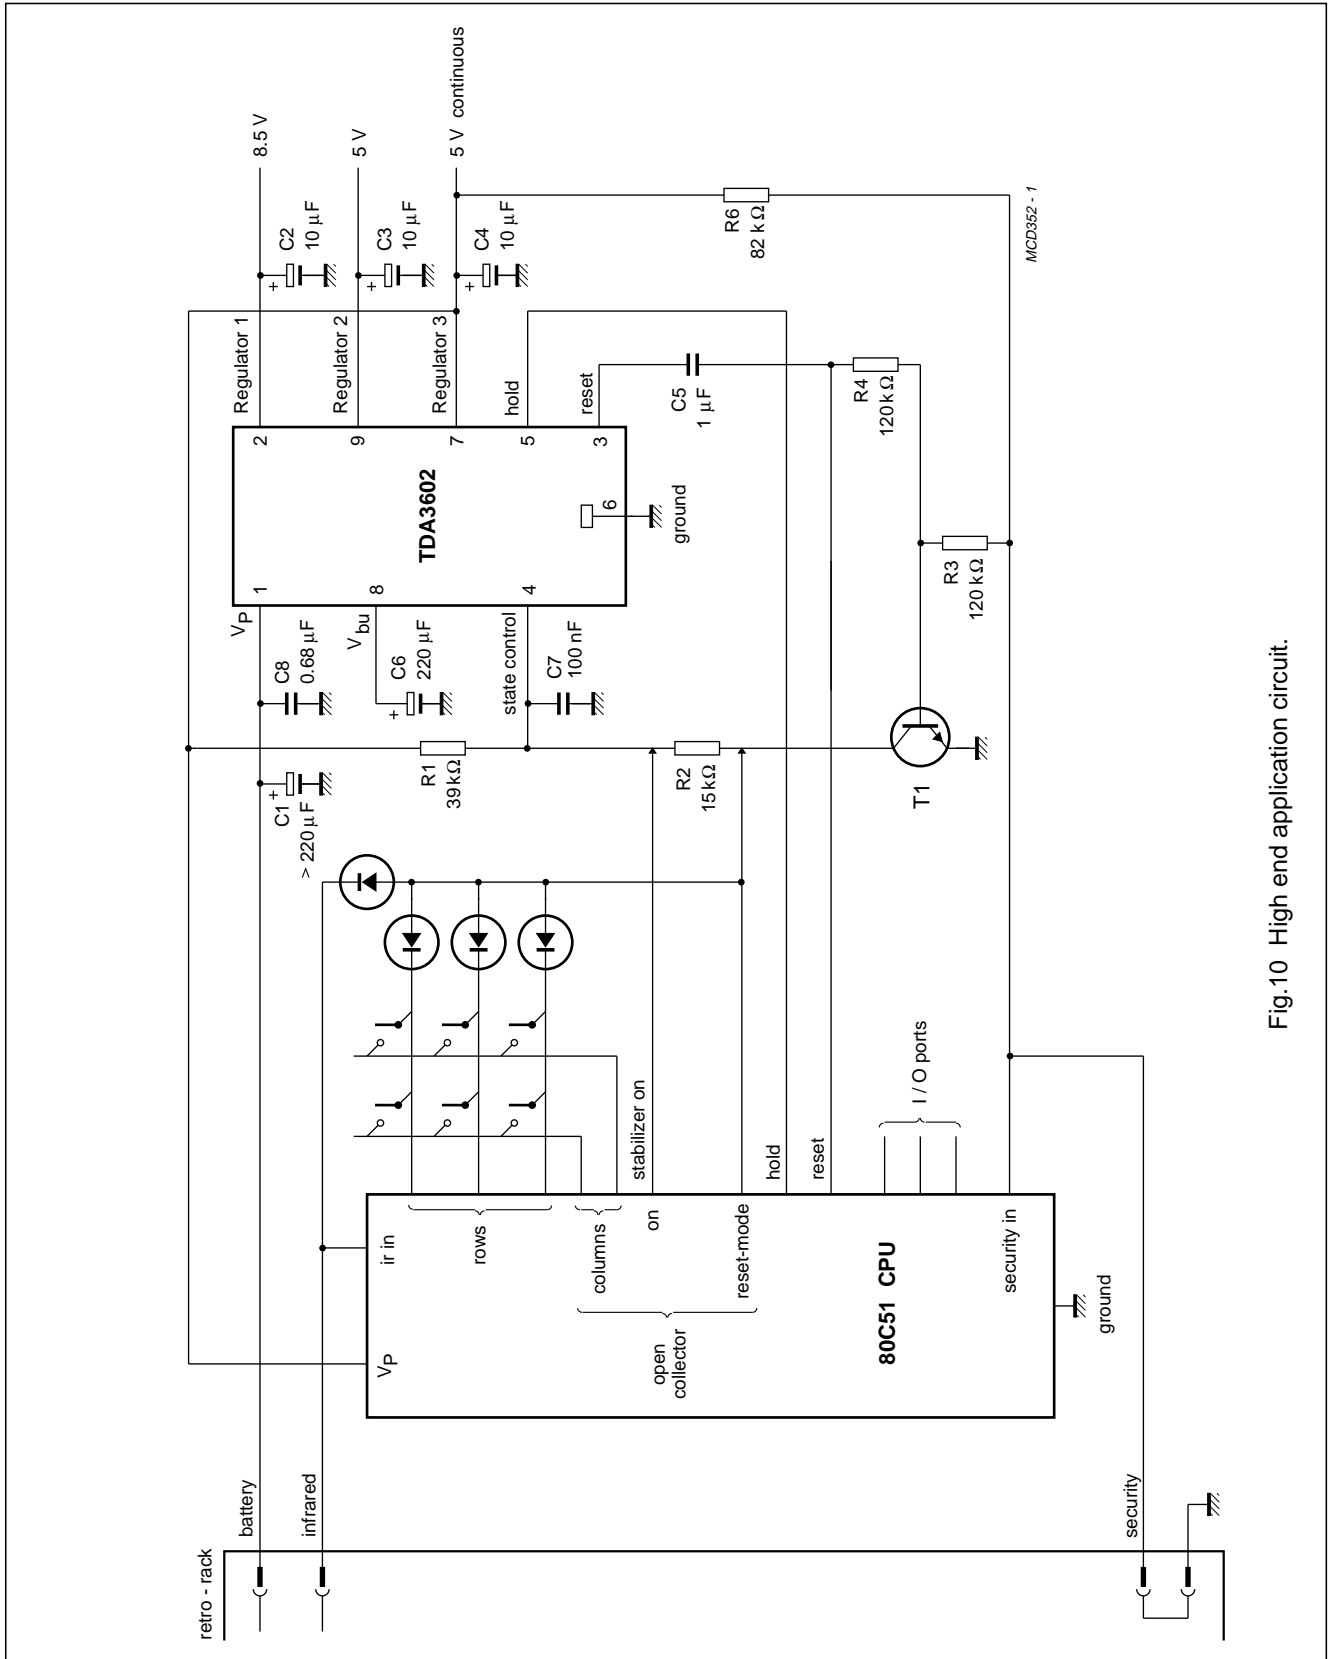 8.5 V
5 V
5 V continuous
C2
10 µF
C3
10 µF
C4
10 µF
+
+
+
R6
82 kΩ
MCD352 - 1
Regulator 1
Regulator 2
Regulator 3
hold
reset
C5
1 µF
R4
120 kΩ
2
9
7
5
3
TDA3602
6
ground
1
8
4
VP
Vbu
state control
C8
0.68 µF
C6
220 µF
+
C7
100 nF
R3
120 kΩ
C1
> 220 µF
+
R1
39 kΩ
R2
15 kΩ
T1
stabilizer on
hold
reset
I / O ports
ir in
rows
columns
on
reset-mode
security in
VP
open
collector
80C51 CPU
ground
battery
infrared
security
retro - rack
Fig.10 High end application circuit.